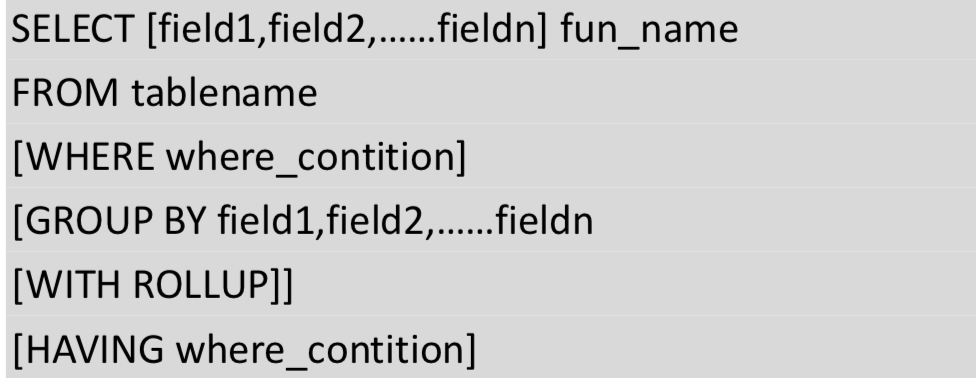 SELECT [field1,field2,……fieldn] fun_name
FROM tablename
[WHERE where_contition]
[GROUP BY field1,field2,……fieldn
[WITH ROLLUP]]
[HAVING where_contition]